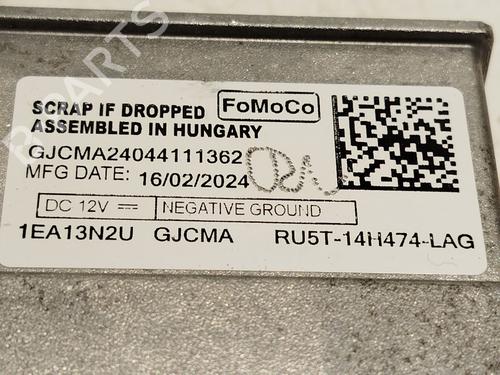 SCRAP IF DROPPED FoMoCo
ASSEMBLED IN HUNGARY
GJCMA24044111362
MFG DATE: 16/02/2024
DC 12V NEGATIVE GROUND
1EA13N2U GJCMA RU5T-14H474-LAG